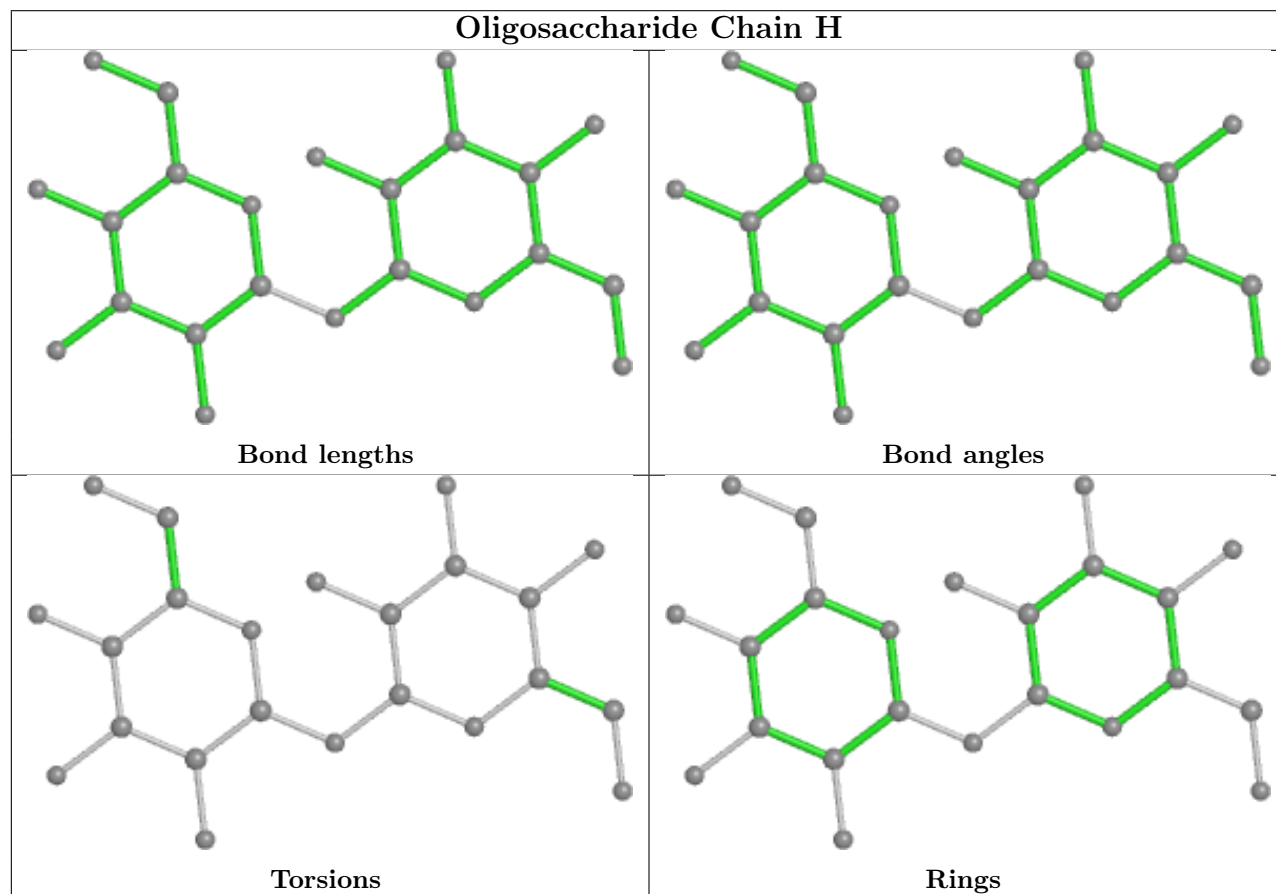 Oligosaccharide Chain H
Bond lengths
Bond angles
Torsions
Rings